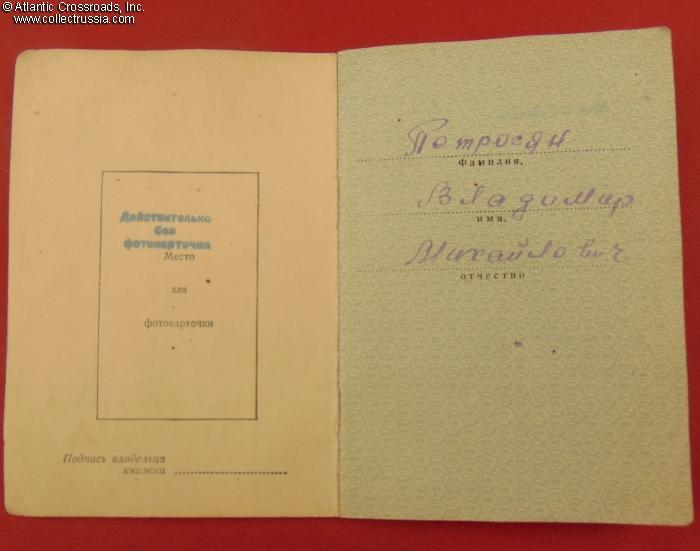 © Atlantic Crossroads, Inc.
www.collectrussia.com
Действительно
без
фотокарточки
Место
для
фотокарточки
Подпись владельца
книжки
Петросян
Фамилия,
Владимир
имя,
Михайлович
отчество